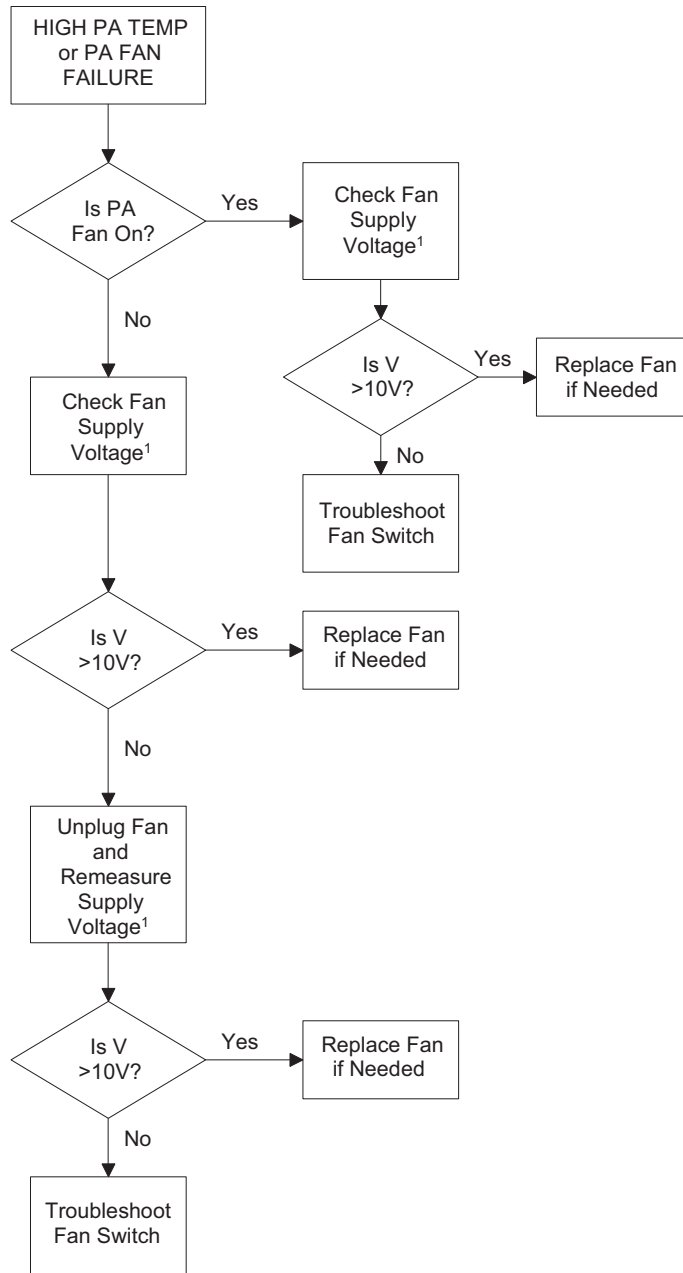 HIGH PA TEMP
or PA FAN
FAILURE
Is PA
Fan On?
Yes
Check Fan
Supply
Voltage¹
No
Is V
>10V?
Yes
Replace Fan
if Needed
Check Fan
Supply
Voltage¹
No
Troubleshoot
Fan Switch
Is V
>10V?
Yes
Replace Fan
if Needed
No
Unplug Fan
and
Remeasure
Supply
Voltage¹
Is V
>10V?
Yes
Replace Fan
if Needed
No
Troubleshoot
Fan Switch